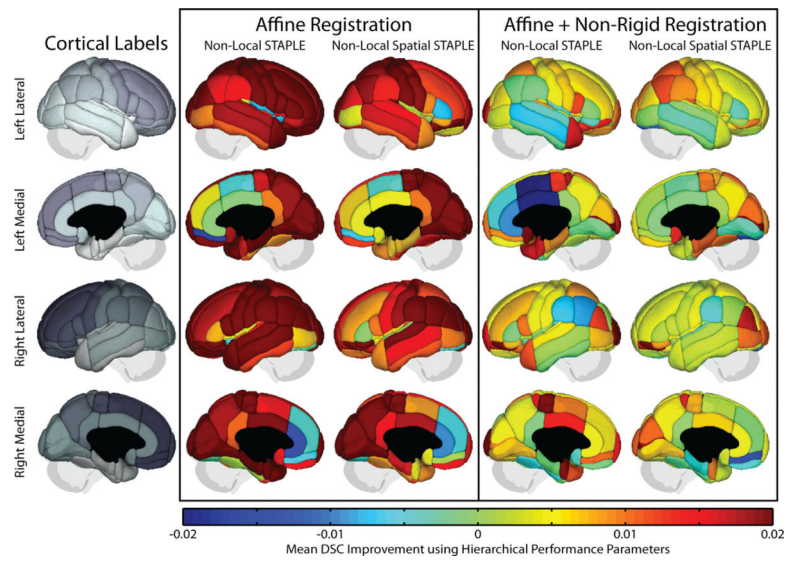 Affine Registration
Affine + Non-Rigid Registration
Cortical Labels
Non-Local STAPLE
Non-Local Spatial STAPLE
Non-Local STAPLE
Non-Local Spatial STAPLE
Left Lateral
Left Medial
Right Lateral
Right Medial
-0.02
-0.01
0
0.01
0.02
Mean DSC Improvement using Hierarchical Performance Parameters